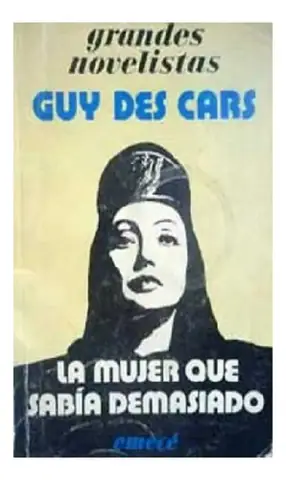 grandes
novelistas
GUY DES CARS
LA MUJER QUE
SABÍA DEMASIADO
emecé